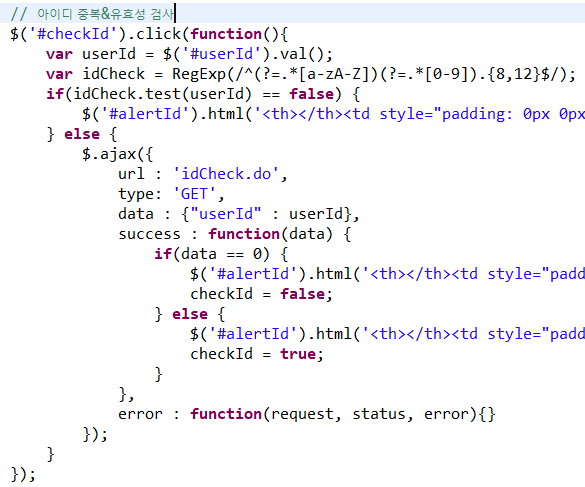 // 아이디 중복&유효성 검사
$('#checkId').click(function(){
    var userId = $('#userId').val();
    var idCheck = RegExp(/^(?=.*[a-zA-Z])(?=.*[0-9]).{8,12}$/);
    if(idCheck.test(userId) == false) {
        $('#alertId').html('<th></th><td style="padding: 0px 0px
    } else {
        $.ajax({
            url : 'idCheck.do',
            type: 'GET',
            data : {"userId" : userId},
            success : function(data) {
                if(data == 0) {
                    $('#alertId').html('<th></th><td style="padd
                    checkId = false;
                } else {
                    $('#alertId').html('<th></th><td style="padd
                    checkId = true;
                }
            },
            error : function(request, status, error){}
        });
    }
});